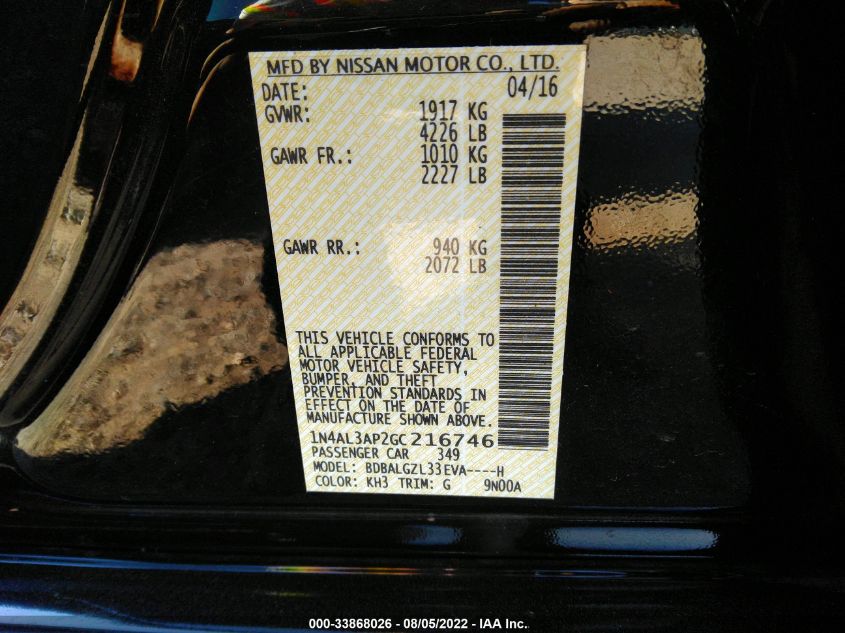 MFD BY NISSAN MOTOR CO., LTD.
DATE: 04/16
GVWR: 1917 KG
4226 LB
GAWR FR.: 1010 KG
2227 LB
GAWR RR.: 940 KG
2072 LB
THIS VEHICLE CONFORMS TO
ALL APPLICABLE FEDERAL
MOTOR VEHICLE SAFETY,
BUMPER, AND THEFT
PREVENTION STANDARDS IN
EFFECT ON THE DATE OF
MANUFACTURE SHOWN ABOVE.
1N4AL3AP2GC216746
PASSENGER CAR 349
MODEL: BDBALGZL33EVA----H
COLOR: KH3 TRIM: G 9N00A
000-33868026 - 08/05/2022 - IAA Inc.